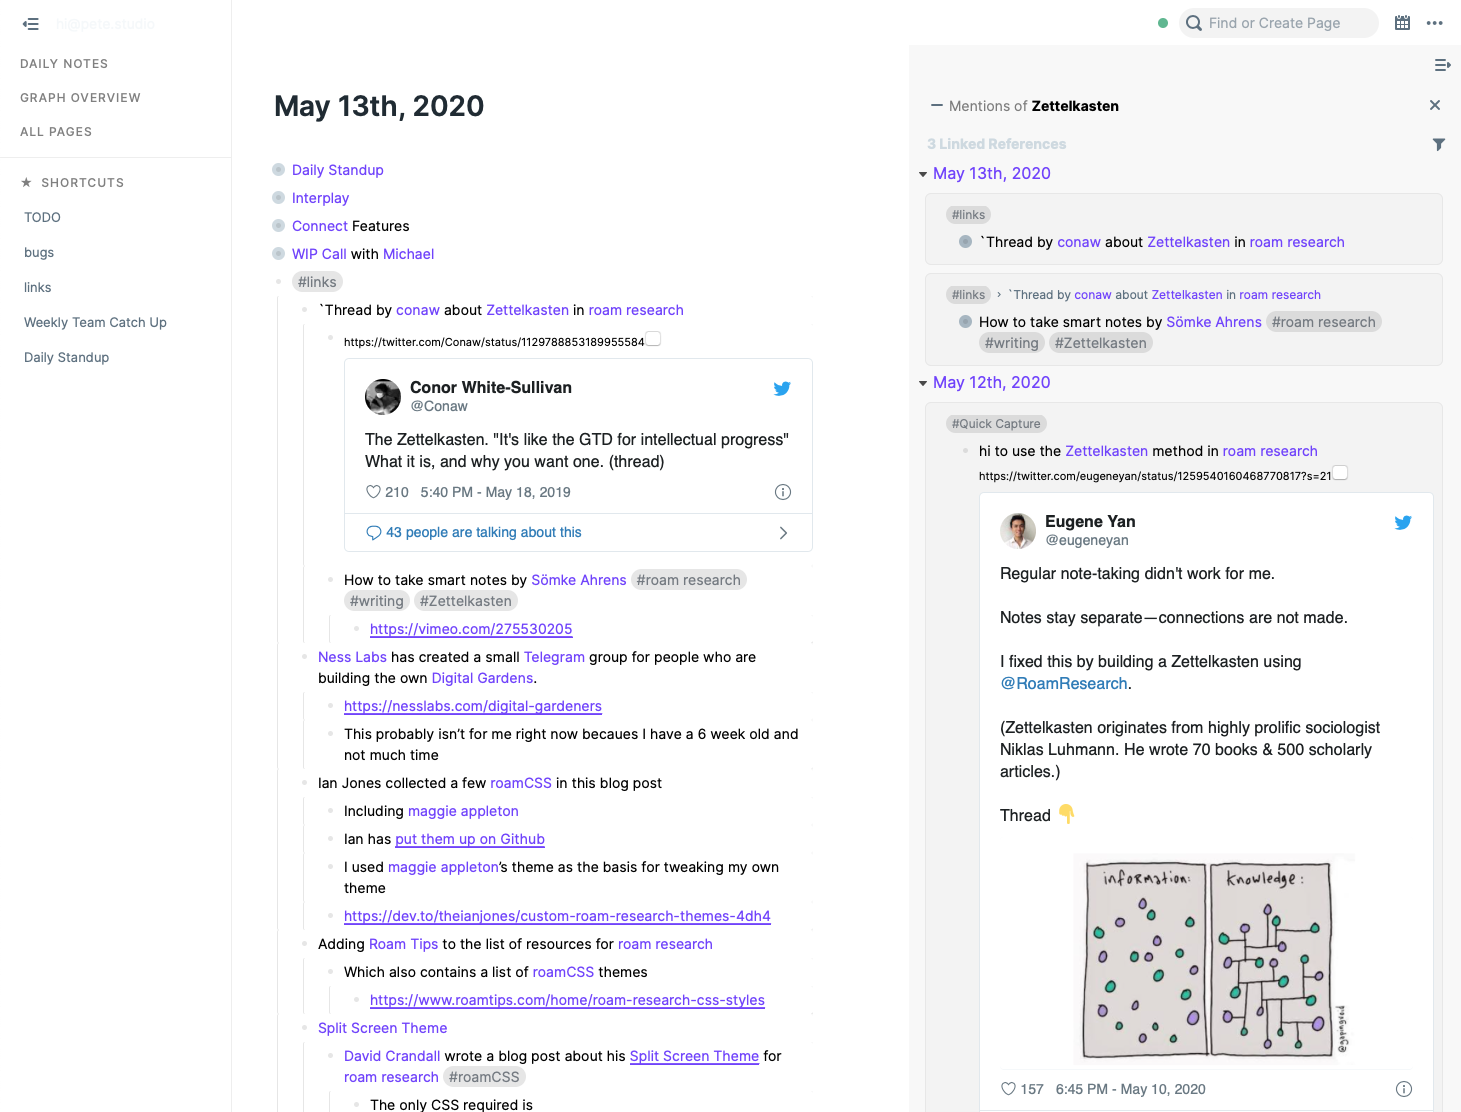 hi@pete.studio
DAILY NOTES
GRAPH OVERVIEW
ALL PAGES
★ SHORTCUTS
TODO
bugs
links
Weekly Team Catch Up
Daily Standup
Find or Create Page
May 13th, 2020
Daily Standup
Interplay
Connect Features
WIP Call with Michael
#links
`Thread by conaw about Zettelkasten in roam research
https://twitter.com/Conaw/status/1129788853189955584
Conor White-Sullivan
@Conaw
The Zettelkasten. "It's like the GTD for intellectual progress"
What it is, and why you want one. (thread)
210 5:40 PM - May 18, 2019
43 people are talking about this
How to take smart notes by Sömke Ahrens #roam research
#writing #Zettelkasten
https://vimeo.com/275530205
Ness Labs has created a small Telegram group for people who are
building the own Digital Gardens.
https://nesslabs.com/digital-gardeners
This probably isn't for me right now becaues I have a 6 week old and
not much time
Ian Jones collected a few roamCSS in this blog post
Including maggie appleton
Ian has put them up on Github
I used maggie appleton's theme as the basis for tweaking my own
theme
https://dev.to/theianjones/custom-roam-research-themes-4dh4
Adding Roam Tips to the list of resources for roam research
Which also contains a list of roamCSS themes
https://www.roamtips.com/home/roam-research-css-styles
Split Screen Theme
David Crandall wrote a blog post about his Split Screen Theme for
roam research #roamCSS
The only CSS required is
Mentions of Zettelkasten
3 Linked References
May 13th, 2020
#links
`Thread by conaw about Zettelkasten in roam research
#links › `Thread by conaw about Zettelkasten in roam research
How to take smart notes by Sömke Ahrens #roam research
#writing #Zettelkasten
May 12th, 2020
#Quick Capture
hi to use the Zettelkasten method in roam research
https://twitter.com/eugeneyan/status/1259540160468770817?s=21
Eugene Yan
@eugeneyan
Regular note-taking didn't work for me.
Notes stay separate—connections are not made.
I fixed this by building a Zettelkasten using
@RoamResearch.
(Zettelkasten originates from highly prolific sociologist
Niklas Luhmann. He wrote 70 books & 500 scholarly
articles.)
Thread 👇
information: knowledge:
@gapingvoid
157 6:45 PM - May 10, 2020